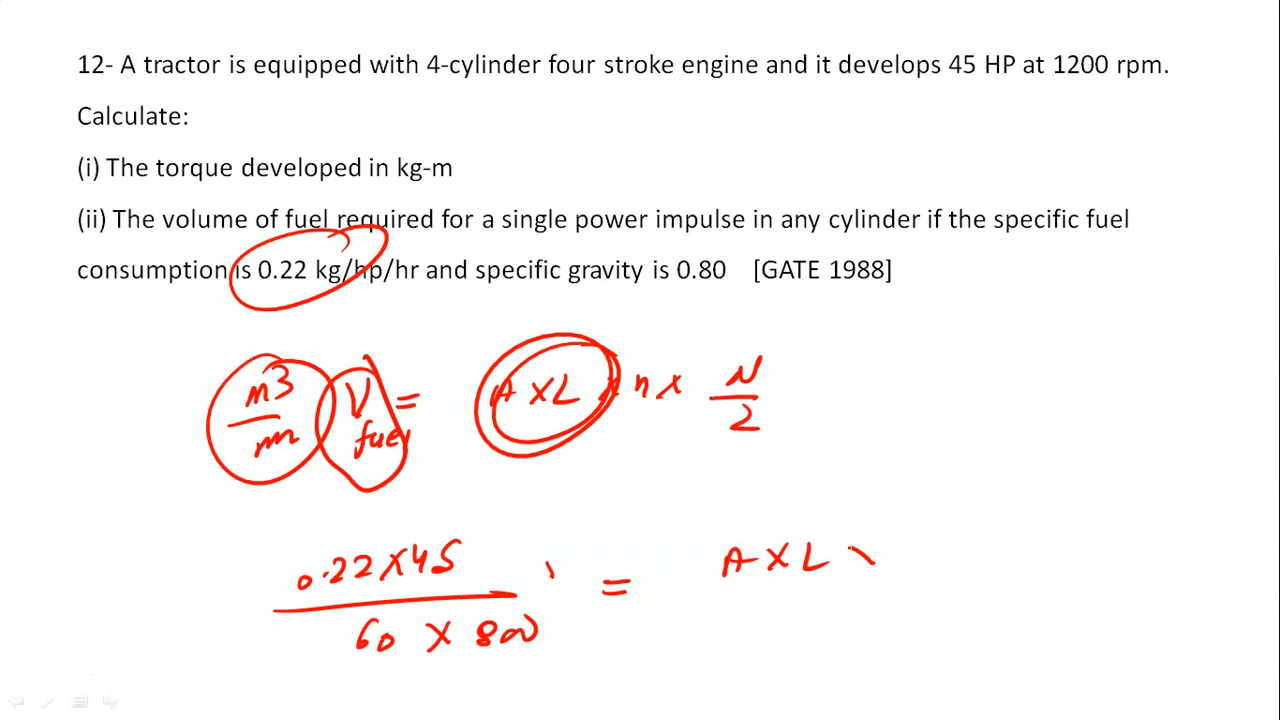 12- A tractor is equipped with 4-cylinder four stroke engine and it develops 45 HP at 1200 rpm.
Calculate:
(i) The torque developed in kg-m
(ii) The volume of fuel required for a single power impulse in any cylinder if the specific fuel
consumption is 0.22 kg/hp/hr and specific gravity is 0.80 [GATE 1988]
m3/m V fuel = A X L x n x N/2
0.22 X 45 / 60 X 800 = A X L